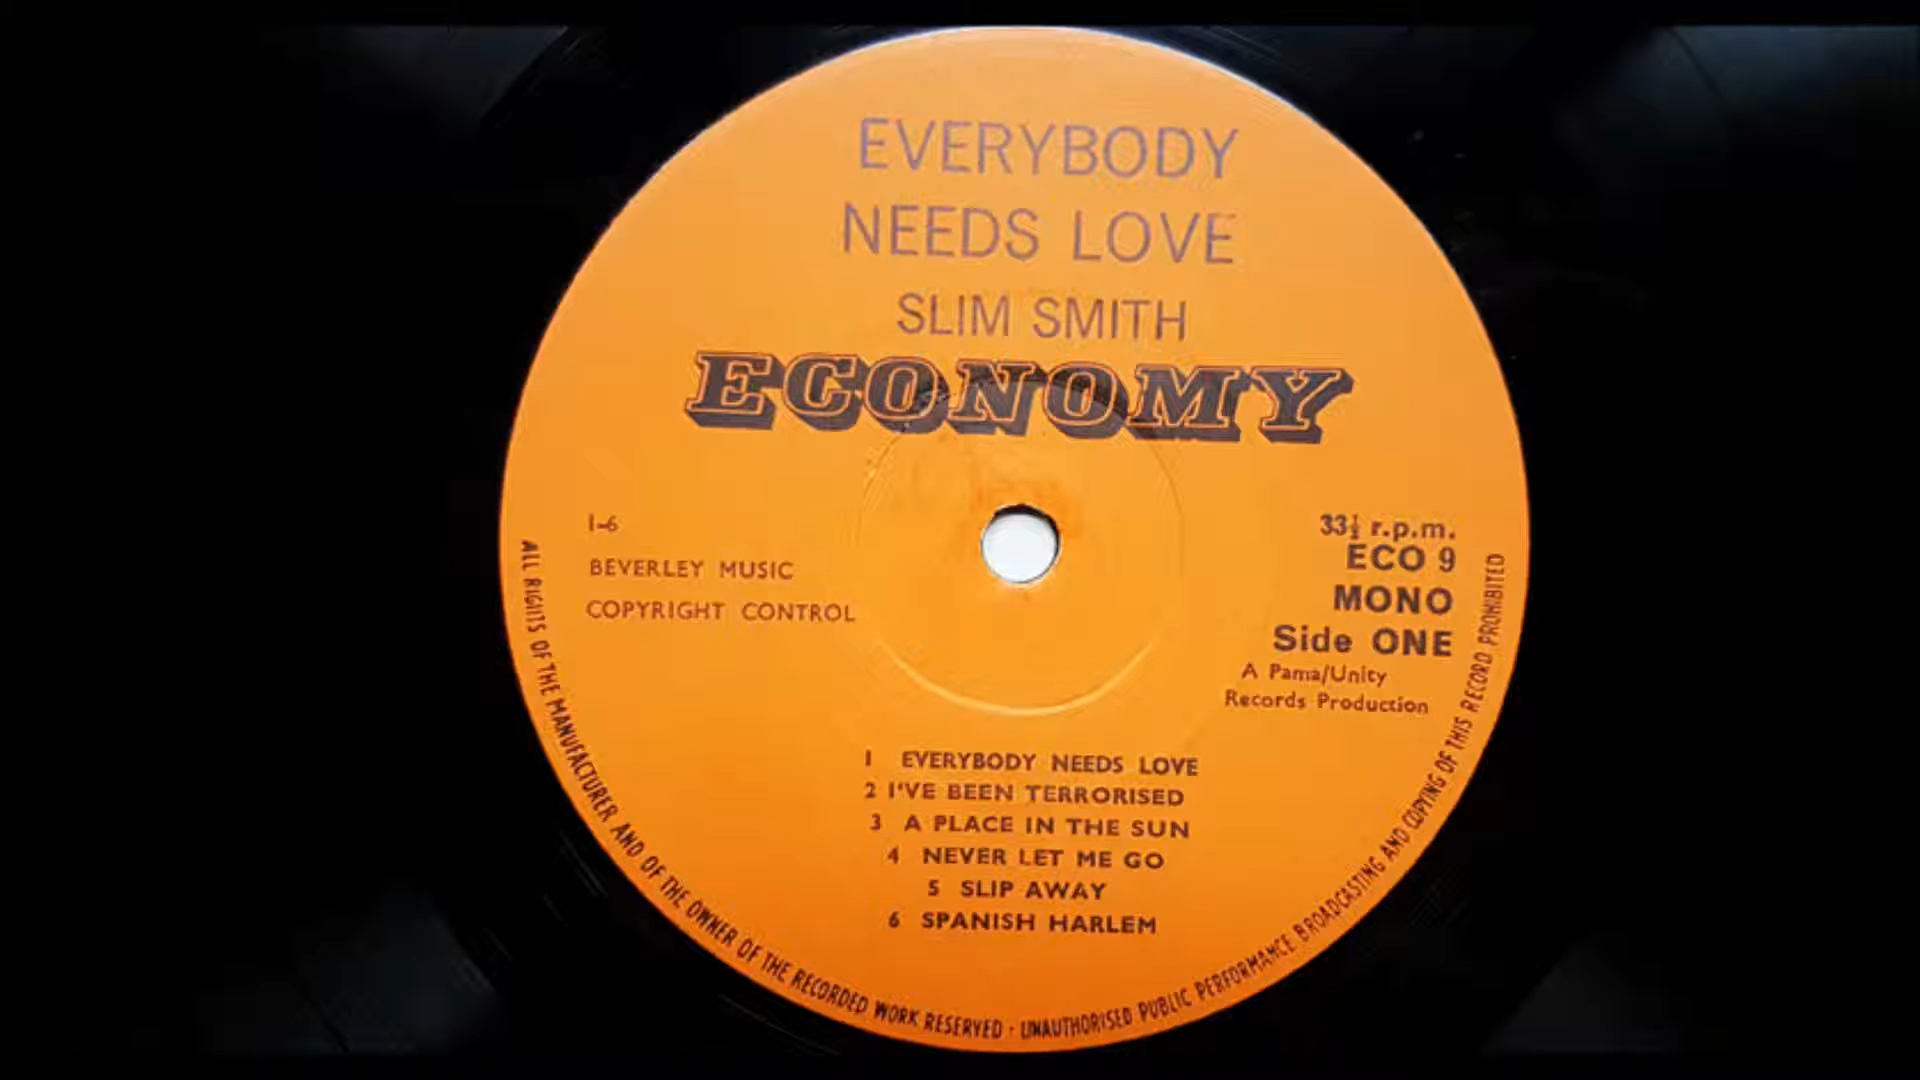 EVERYBODY
NEEDS LOVE
SLIM SMITH
ECONOMY
1-6
BEVERLEY MUSIC
COPYRIGHT CONTROL
33⅓ r.p.m.
ECO 9
MONO
Side ONE
A Pama/Unity
Records Production
1 EVERYBODY NEEDS LOVE
2 I'VE BEEN TERRORISED
3 A PLACE IN THE SUN
4 NEVER LET ME GO
5 SLIP AWAY
6 SPANISH HARLEM
ALL RIGHTS OF THE MANUFACTURER AND OF THE OWNER OF THE RECORDED WORK RESERVED · UNAUTHORISED PUBLIC PERFORMANCE BROADCASTING AND COPYING OF THIS RECORD PROHIBITED